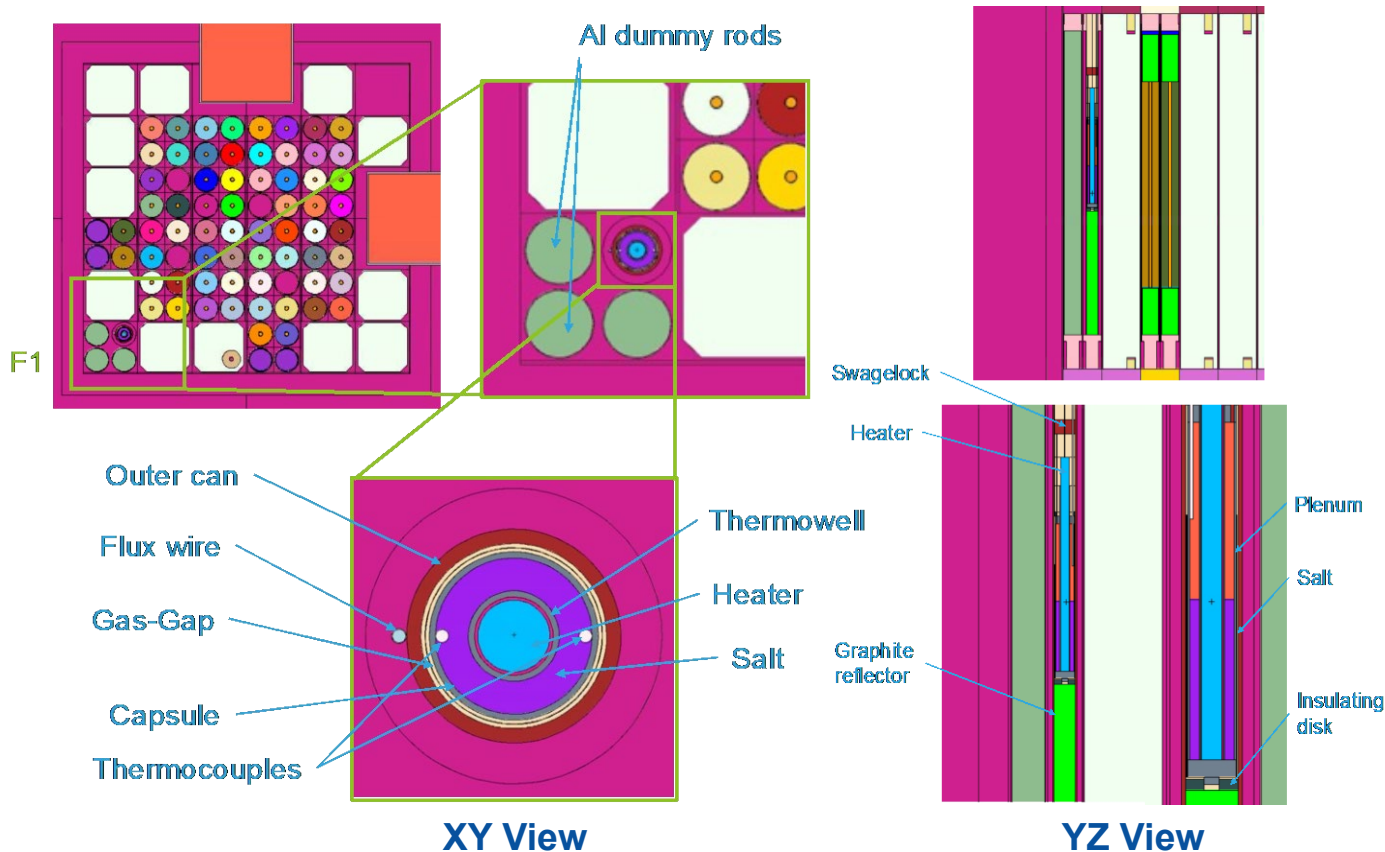 Al dummy rods
F1
Outer can
Flux wire
Gas-Gap
Capsule
Thermocouples
Thermowell
Heater
Salt
XY View
Swagelock
Heater
Graphite
reflector
Plenum
Salt
Insulating
disk
YZ View